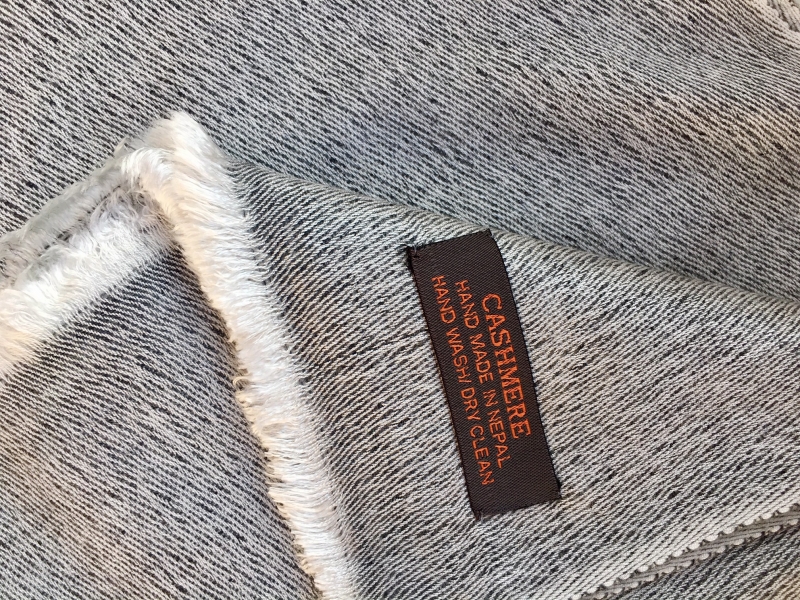 CASHMERE
HAND MADE IN NEPAL
HAND WASH/ DRY CLEAN